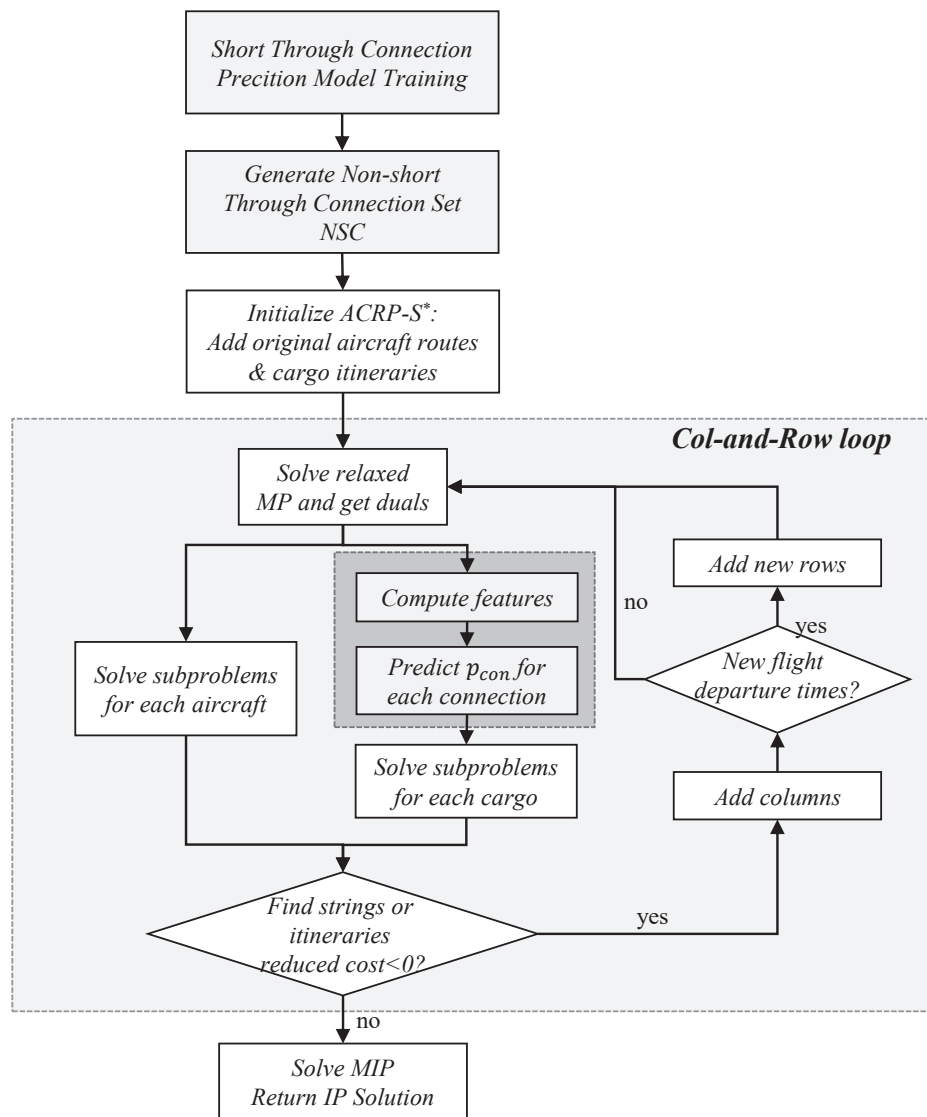 Short Through Connection
Precition Model Training
Generate Non-short
Through Connection Set
NSC
Initialize ACRP-S*:
Add original aircraft routes
& cargo itineraries
Col-and-Row loop
Solve relaxed
MP and get duals
Add new rows
Compute features
no
yes
Predict pcon for
each connection
New flight
departure times?
Solve subproblems
for each aircraft
Solve subproblems
for each cargo
Add columns
Find strings or
itineraries
reduced cost<0?
yes
no
Solve MIP
Return IP Solution